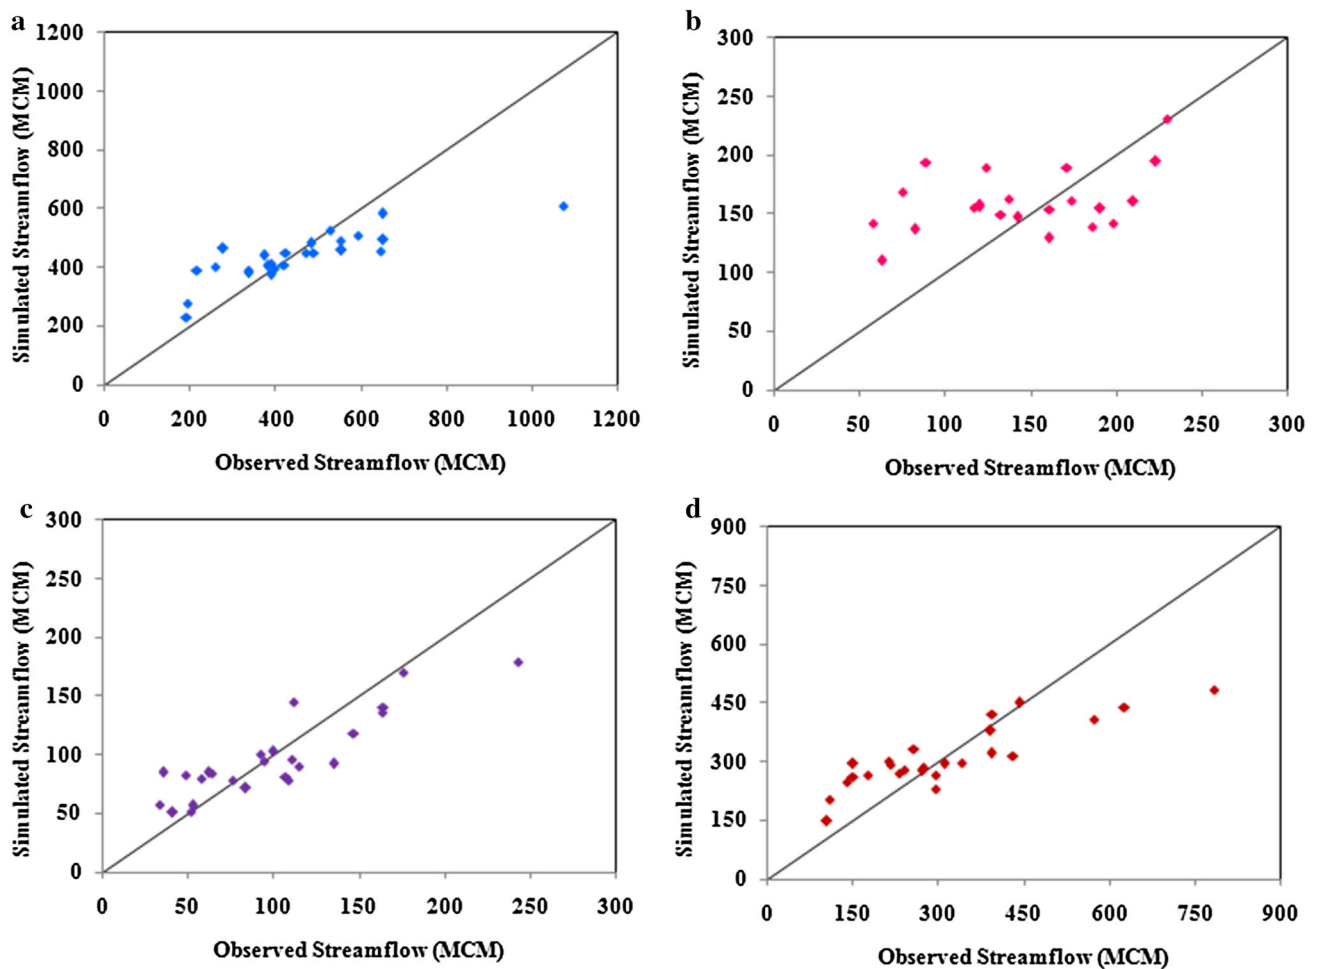 a
1200
1000
800
600
400
200
0
Simulated Streamflow (MCM)
0 200 400 600 800 1000 1200
Observed Streamflow (MCM)
b
300
250
200
150
100
50
0
Simulated Streamflow (MCM)
0 50 100 150 200 250 300
Observed Streamflow (MCM)
c
300
250
200
150
100
50
0
Simulated Streamflow (MCM)
0 50 100 150 200 250 300
Observed Streamflow (MCM)
d
900
750
600
450
300
150
0
Simulated Streamflow (MCM)
0 150 300 450 600 750 900
Observed Streamflow (MCM)